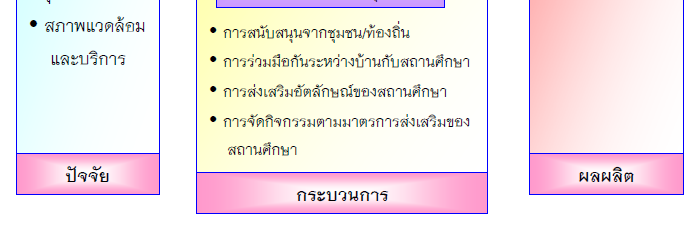 • สภาพแวดล้อม
และบริการ
ปัจจัย
• การสนับสนุนจากชุมชน/ท้องถิ่น
• การร่วมมือกันระหว่างบ้านกับสถานศึกษา
• การส่งเสริมอัตลักษณ์ของสถานศึกษา
• การจัดกิจกรรมตามมาตรการส่งเสริมของ
สถานศึกษา
กระบวนการ
ผลผลิต